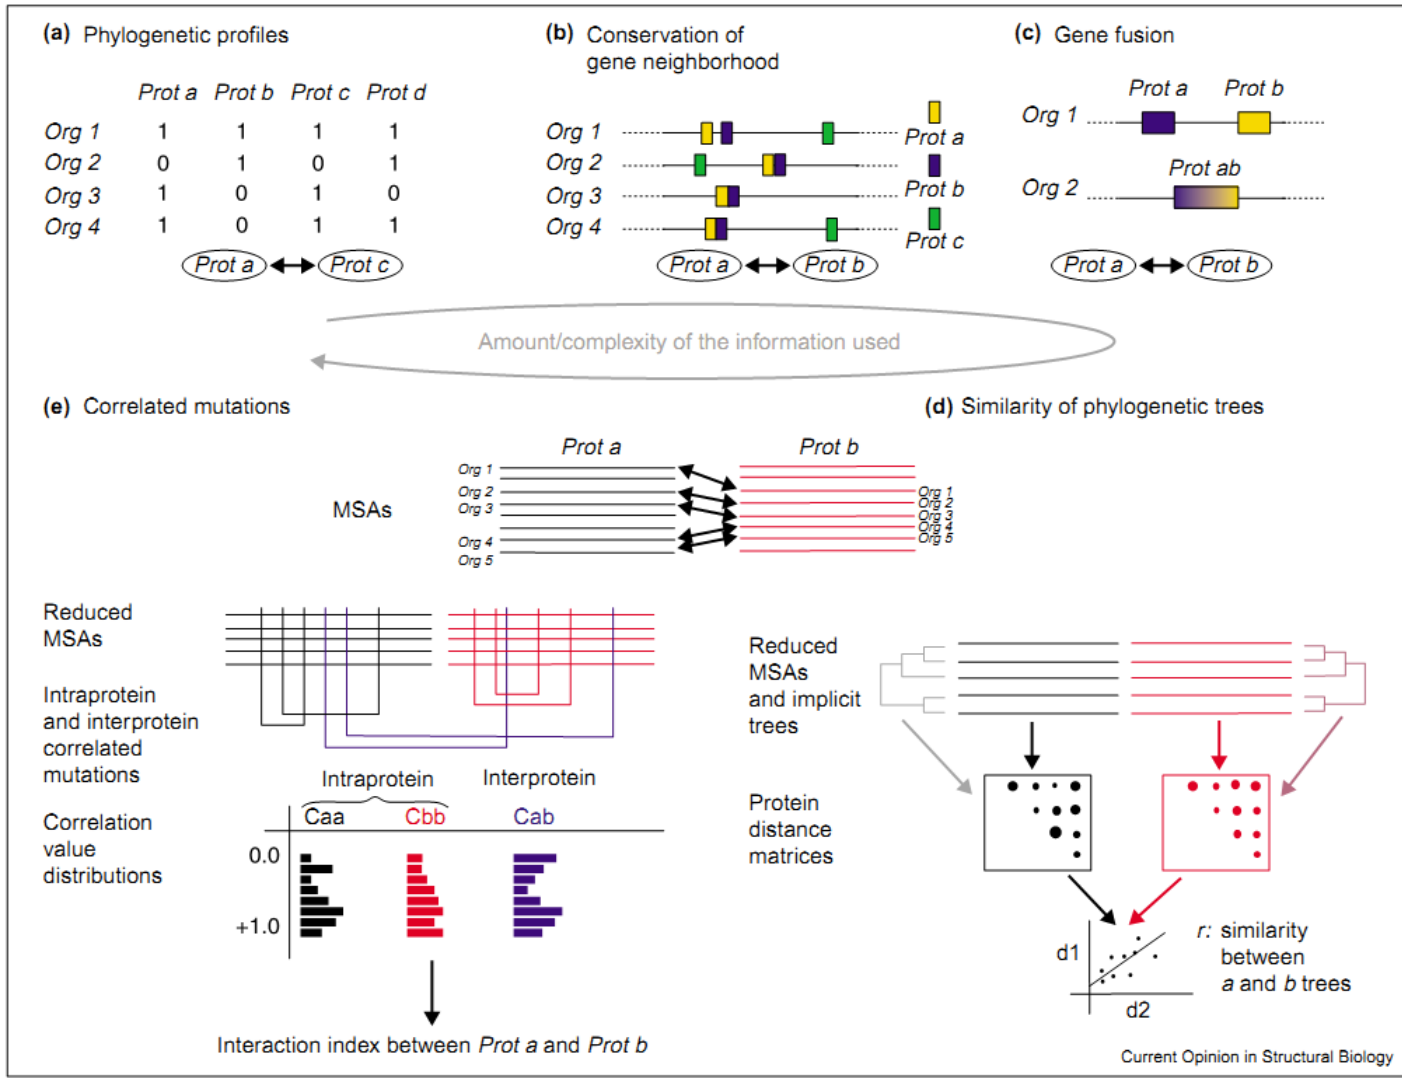 (a) Phylogenetic profiles
Prot a Prot b Prot c Prot d
Org 1 1 1 1 1
Org 2 0 1 0 1
Org 3 1 0 1 0
Org 4 1 0 1 1
Prot a Prot c
(b) Conservation of
gene neighborhood
Org 1
Org 2
Org 3
Org 4
Prot a
Prot b
Prot c
Prot a Prot b
(c) Gene fusion
Prot a Prot b
Org 1
Prot ab
Org 2
Prot a Prot b
Amount/complexity of the information used
(e) Correlated mutations
(d) Similarity of phylogenetic trees
Prot a Prot b
MSAs
Org 1
Org 2
Org 3
Org 4
Org 5
Org 1
Org 2
Org 3
Org 4
Org 5
Reduced
MSAs
Intraprotein
and interprotein
correlated
mutations
Intraprotein Interprotein
Caa Cbb Cab
Correlation
value
distributions
0.0
+1.0
Interaction index between Prot a and Prot b
Reduced
MSAs
and implicit
trees
Protein
distance
matrices
d1
d2
r: similarity
between
a and b trees
Current Opinion in Structural Biology